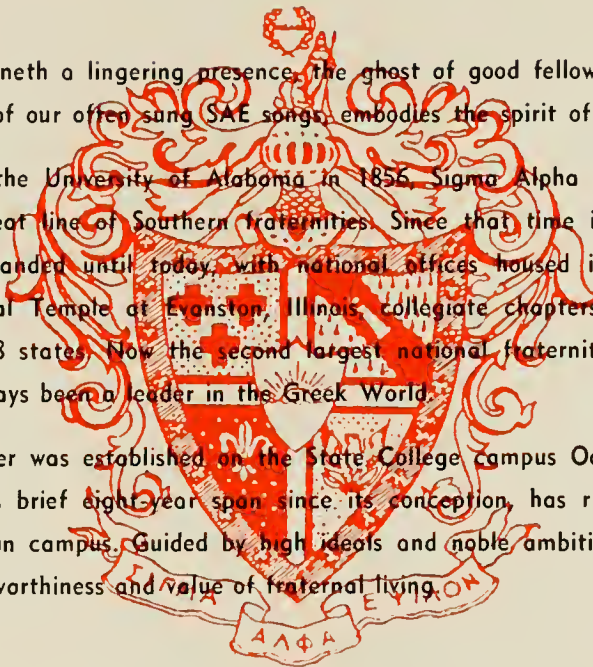 neth a lingering presence, the ghost of good fellow
of our often sung SAE songs, embodies the spirit of
the University of Alabama in 1856, Sigma Alpha
eat line of Southern fraternities. Since that time i
anded until today, with national offices housed i
al Temple at Evanston, Illinois, collegiate chapters
8 states. Now the second largest national fraternit
ays been a leader in the Greek World.
er was established on the State College campus Oc
brief eight-year span since its conception, has r
un campus. Guided by high ideals and noble ambiti
worthiness and value of fraternal living.
ΣΙΓΜΑ ΑΛΦΑ ΕΥΙΛΟΝ